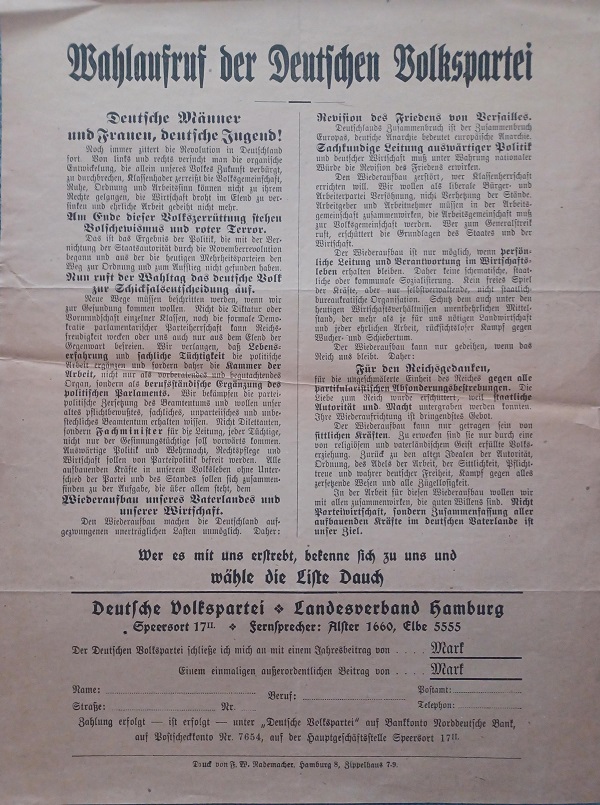 Wahlaufruf der Deutschen Volkspartei
Deutsche Männer
und Frauen, deutsche Jugend!
Noch immer zittert die Revolution in Deutschland
fort. Von links und rechts versucht man die organische
Entwickelung, die allein unseres Volkes Zukunft verbürgt,
zu durchbrechen. Klassenhader zerreißt die Volksgemeinschaft,
Ruhe, Ordnung und Arbeitssinn können nicht zu ihrem
Rechte gelangen, die Wirtschaft droht im Elend zu ver-
sinken und ehrliche Arbeit gedeiht nicht mehr.
Am Ende dieser Volkszerrüttung stehen
Bolschewismus und roter Terror.
Das ist das Ergebnis der Politik, die mit der Ver-
nichtung der Staatsautorität durch die Novemberrevolution
begann und aus der die heutigen Mehrheitsparteien den
Weg zur Ordnung und zum Aufstieg nicht gefunden haben.
Nun ruft der Wahltag das deutsche Volk
zur Schicksalsentscheidung auf.
Neue Wege müssen beschritten werden, wenn wir
zur Gesundung kommen wollen. Nicht die Diktatur oder
Vormundschaft einzelner Klassen, noch die formale Demo-
kratie parlamentarischer Parteiherrschaft kann Reichs-
freudigkeit wecken oder uns auch nur aus dem Elend der
Gegenwart befreien. Wir verlangen, daß Lebens-
erfahrung und sachliche Tüchtigkeit die politische
Arbeit ergänzen und fordern daher die Kammer der
Arbeit, nicht nur als vorberatendes und begutachtendes
Organ, sondern als berufsständische Ergänzung des
politischen Parlaments. Wir bekämpfen die partei-
politische Zersetzung des Beamtentums und wollen unser
altes pflichtbewußtes, sachliches, unparteiisches und unbe-
stechliches Beamtentum erhalten wissen. Nicht Dilettanten,
sondern Fachminister für die Leitung, jeder Tüchtige,
nicht nur der Gesinnungstüchtige soll vorwärts kommen.
Auswärtige Politik und Wehrmacht, Rechtspflege und
Wirtschaft sollen von Parteipolitik befreit werden. Alle
aufbauenden Kräfte in unserem Volksleben ohne Unter-
schied der Partei und des Standes sollen sich zusammen-
finden zu der Aufgabe, die über allem steht, dem
Wiederaufbau unseres Vaterlandes und
unserer Wirtschaft.
Den Wiederaufbau machen die Deutschland auf-
gezwungenen unerträglichen Lasten unmöglich. Daher:
Revision des Friedens von Versailles.
Deutschlands Zusammenbruch ist der Zusammenbruch
Europas, deutsche Anarchie bedeutet europäische Anarchie.
Sachkundige Leitung auswärtiger Politik
und deutscher Wirtschaft muß unter Wahrung nationaler
Würde die Revision des Friedens erwirken.
Den Wiederaufbau zerstört, wer Klassenherrschaft
errichten will. Wir wollen als liberale Bürger- und
Arbeiterpartei Versöhnung, nicht Verhetzung der Stände.
Arbeitgeber und Arbeitnehmer müssen in der Arbeits-
gemeinschaft zusammenwirken, die Arbeitsgemeinschaft muß
zur Volksgemeinschaft werden. Wer zum Generalstreik
ruft, erschüttert die Grundlagen des Staates und der
Wirtschaft.
Der Wiederaufbau ist nur möglich, wenn persön-
liche Leitung und Verantwortung im Wirtschafts-
leben erhalten bleiben. Daher keine schematische, staat-
liche oder kommunale Sozialisierung. Kein freies Spiel
der Kräfte, aber nur selbstverwaltende, nicht staatlich-
bureaukratische Organisation. Schutz dem auch unter den
heutigen Wirtschaftsverhältnissen unentbehrlichen Mittel-
stand, der mehr als je für uns nötigen Landwirtschaft
und jeder ehrlichen Arbeit, rücksichtsloser Kampf gegen
Wucher- und Schiebertum.
Der Wiederaufbau kann nur gedeihen, wenn das
Reich uns bleibt. Daher:
Für den Reichsgedanken,
für die ungeschmälerte Einheit des Reiches gegen alle
partikularistischen Absonderungsbestrebungen. Die
Liebe zum Reich wurde erschüttert, weil staatliche
Autorität und Macht untergraben werden konnten.
Ihre Wiederaufrichtung ist dringendstes Gebot.
Der Wiederaufbau kann nur getragen sein von
sittlichen Kräften. Zu erwecken sind sie nur durch eine
von religiösem und vaterländischem Geist erfüllte Volks-
erziehung. Zurück zu den alten Idealen der Autorität,
Ordnung, des Adels der Arbeit, der Sittlichkeit, Pflicht-
treue und wahrer deutscher Freiheit, Kampf gegen alles
zersetzende Wesen und alle Zügellosigkeit.
In der Arbeit für diesen Wiederaufbau wollen wir
mit allen zusammenwirken, die guten Willens sind. Nicht
Parteiwirtschaft, sondern Zusammenfassung aller
aufbauenden Kräfte im deutschen Vaterlande ist
unser Ziel.
Wer es mit uns erstrebt, bekenne sich zu uns und
wähle die Liste Dauch
Deutsche Volkspartei ❖ Landesverband Hamburg
Speersort 17II. ❖ Fernsprecher: Alster 1660, Elbe 5555
Der Deutschen Volkspartei schließe ich mich an mit einem Jahresbeitrag von .... Mark
Einem einmaligen außerordentlichen Beitrag von .... Mark
Name: Beruf: Postamt:
Straße: Nr. Telephon:
Zahlung erfolgt — ist erfolgt — unter „Deutsche Volkspartei" auf Bankkonto Norddeutsche Bank,
auf Postscheckkonto Nr. 7654, auf der Hauptgeschäftsstelle Speersort 17II.
Druck von F. W. Rademacher, Hamburg 8, Zippelhaus 7-9.